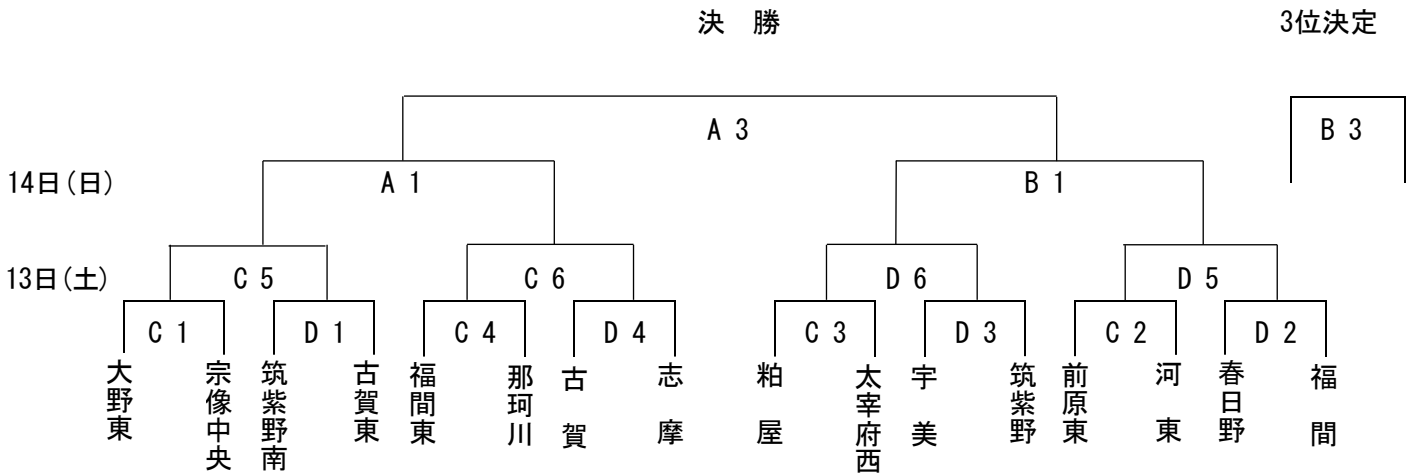 決　勝
3位決定
A 3
B 3
14日(日)
A 1
B 1
13日(土)
C 5
C 6
D 6
D 5
C 1
D 1
C 4
D 4
C 3
D 3
C 2
D 2
大野東
宗像中央
筑紫野南
古賀東
福間東
那珂川
古　賀
志　摩
粕　屋
太宰府西
宇　美
筑紫野
前原東
河　東
春日野
福　間